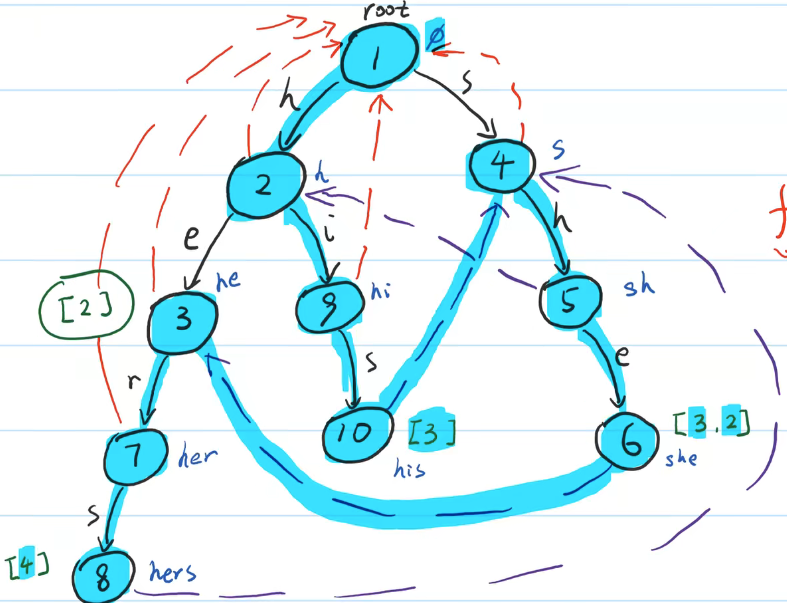 root
1
φ
h
s
2
h
4
s
e
i
h
[2]
3
he
9
hi
5
sh
r
s
e
7
her
10
[3]
his
6
[3.2]
she
s
[4]
8
hers
f